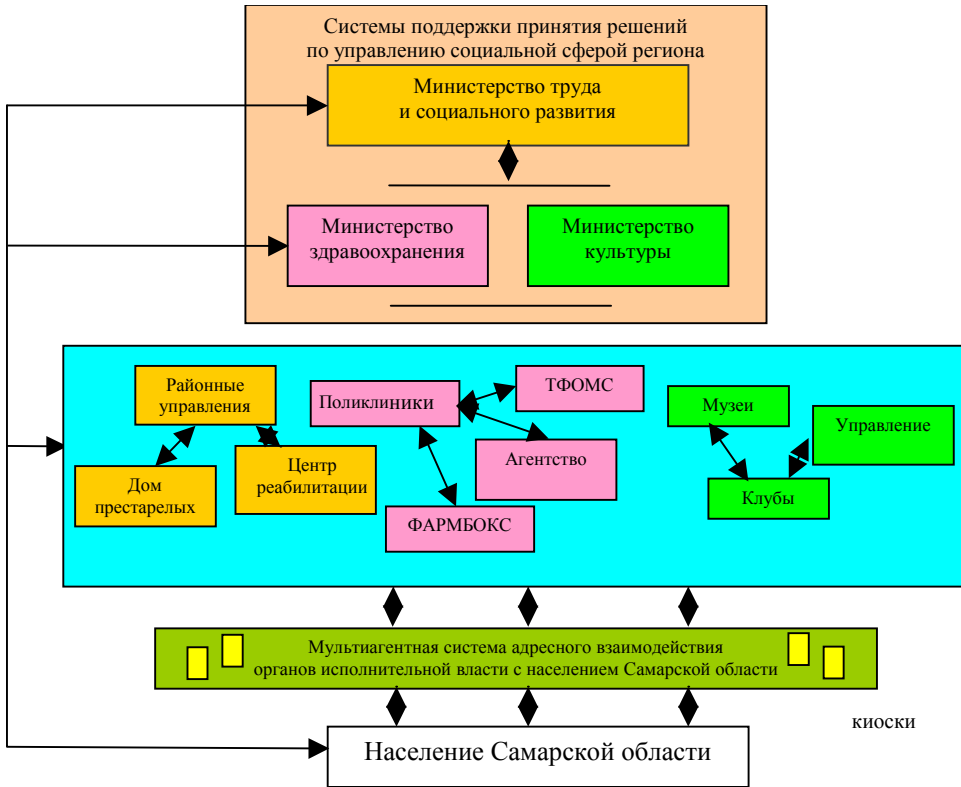 Системы поддержки принятия решений
по управлению социальной сферой региона
Министерство труда
и социального развития
Министерство
здравоохранения
Министерство
культуры
Районные
управления
Дом
престарелых
Центр
реабилитации
Поликлиники
ТФОМС
Агентство
ФАРМБОКС
Музеи
Управление
Клубы
Мультиагентная система адресного взаимодействия
органов исполнительной власти с населением Самарской области
киоски
Население Самарской области